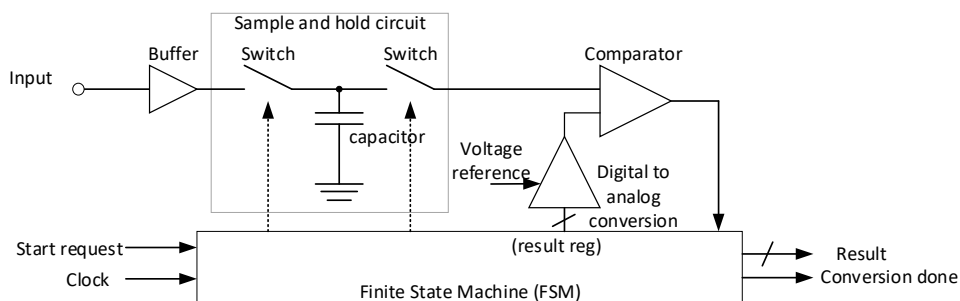 Sample and hold circuit
Buffer
Switch
Switch
Comparator
Input
capacitor
Voltage
reference
Digital to
analog
conversion
Start request
(result reg)
Result
Clock
Conversion done
Finite State Machine (FSM)